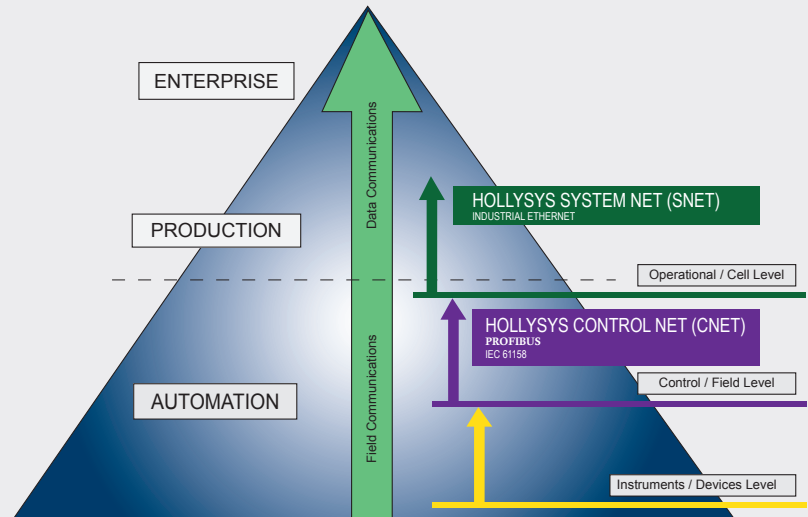 ENTERPRISE
Data Communications
HOLLYSYS SYSTEM NET (SNET)
INDUSTRIAL ETHERNET
PRODUCTION
Operational / Cell Level
HOLLYSYS CONTROL NET (CNET)
PROFIBUS
IEC 61158
Field Communications
Control / Field Level
AUTOMATION
Instruments / Devices Level